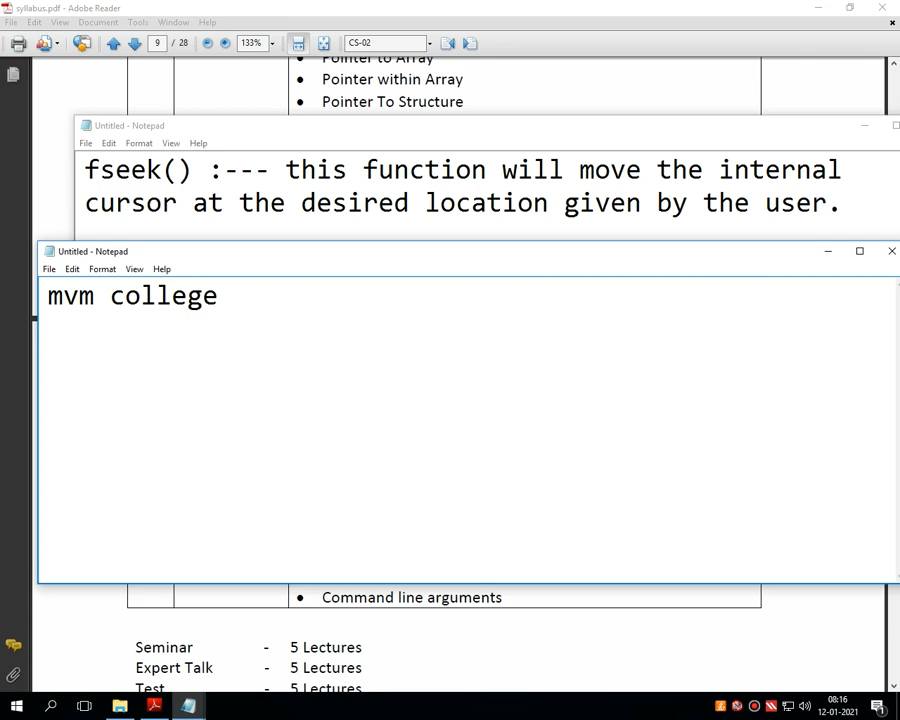 syllabus.pdf - Adobe Reader
File Edit View Document Tools Window Help
9 / 28 133% CS-02
Pointer to Array
• Pointer within Array
• Pointer To Structure
Untitled - Notepad
File Edit Format View Help
fseek() :--- this function will move the internal
cursor at the desired location given by the user.
Untitled - Notepad
File Edit Format View Help
mvm college
• Command line arguments
Seminar - 5 Lectures
Expert Talk - 5 Lectures
Test - 5 Lectures
08:16
12-01-2021
1